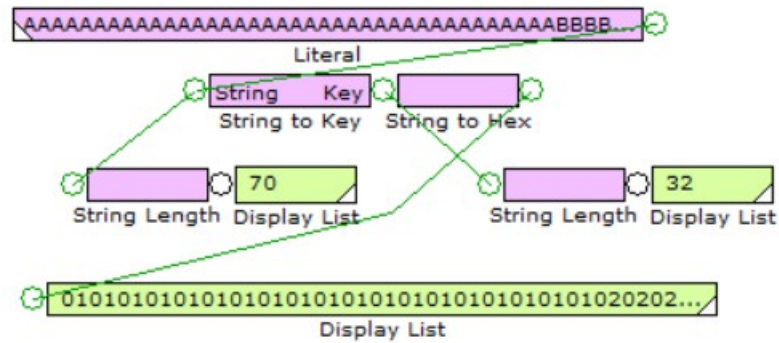 AAAAAAAAAAAAAAAAAAAAAAAAAAAAAAAAAAAAAABBBB...
Literal
String Key
String to Key String to Hex
70 32
String Length Display List String Length Display List
0101010101010101010101010101010101010101020202...
Display List